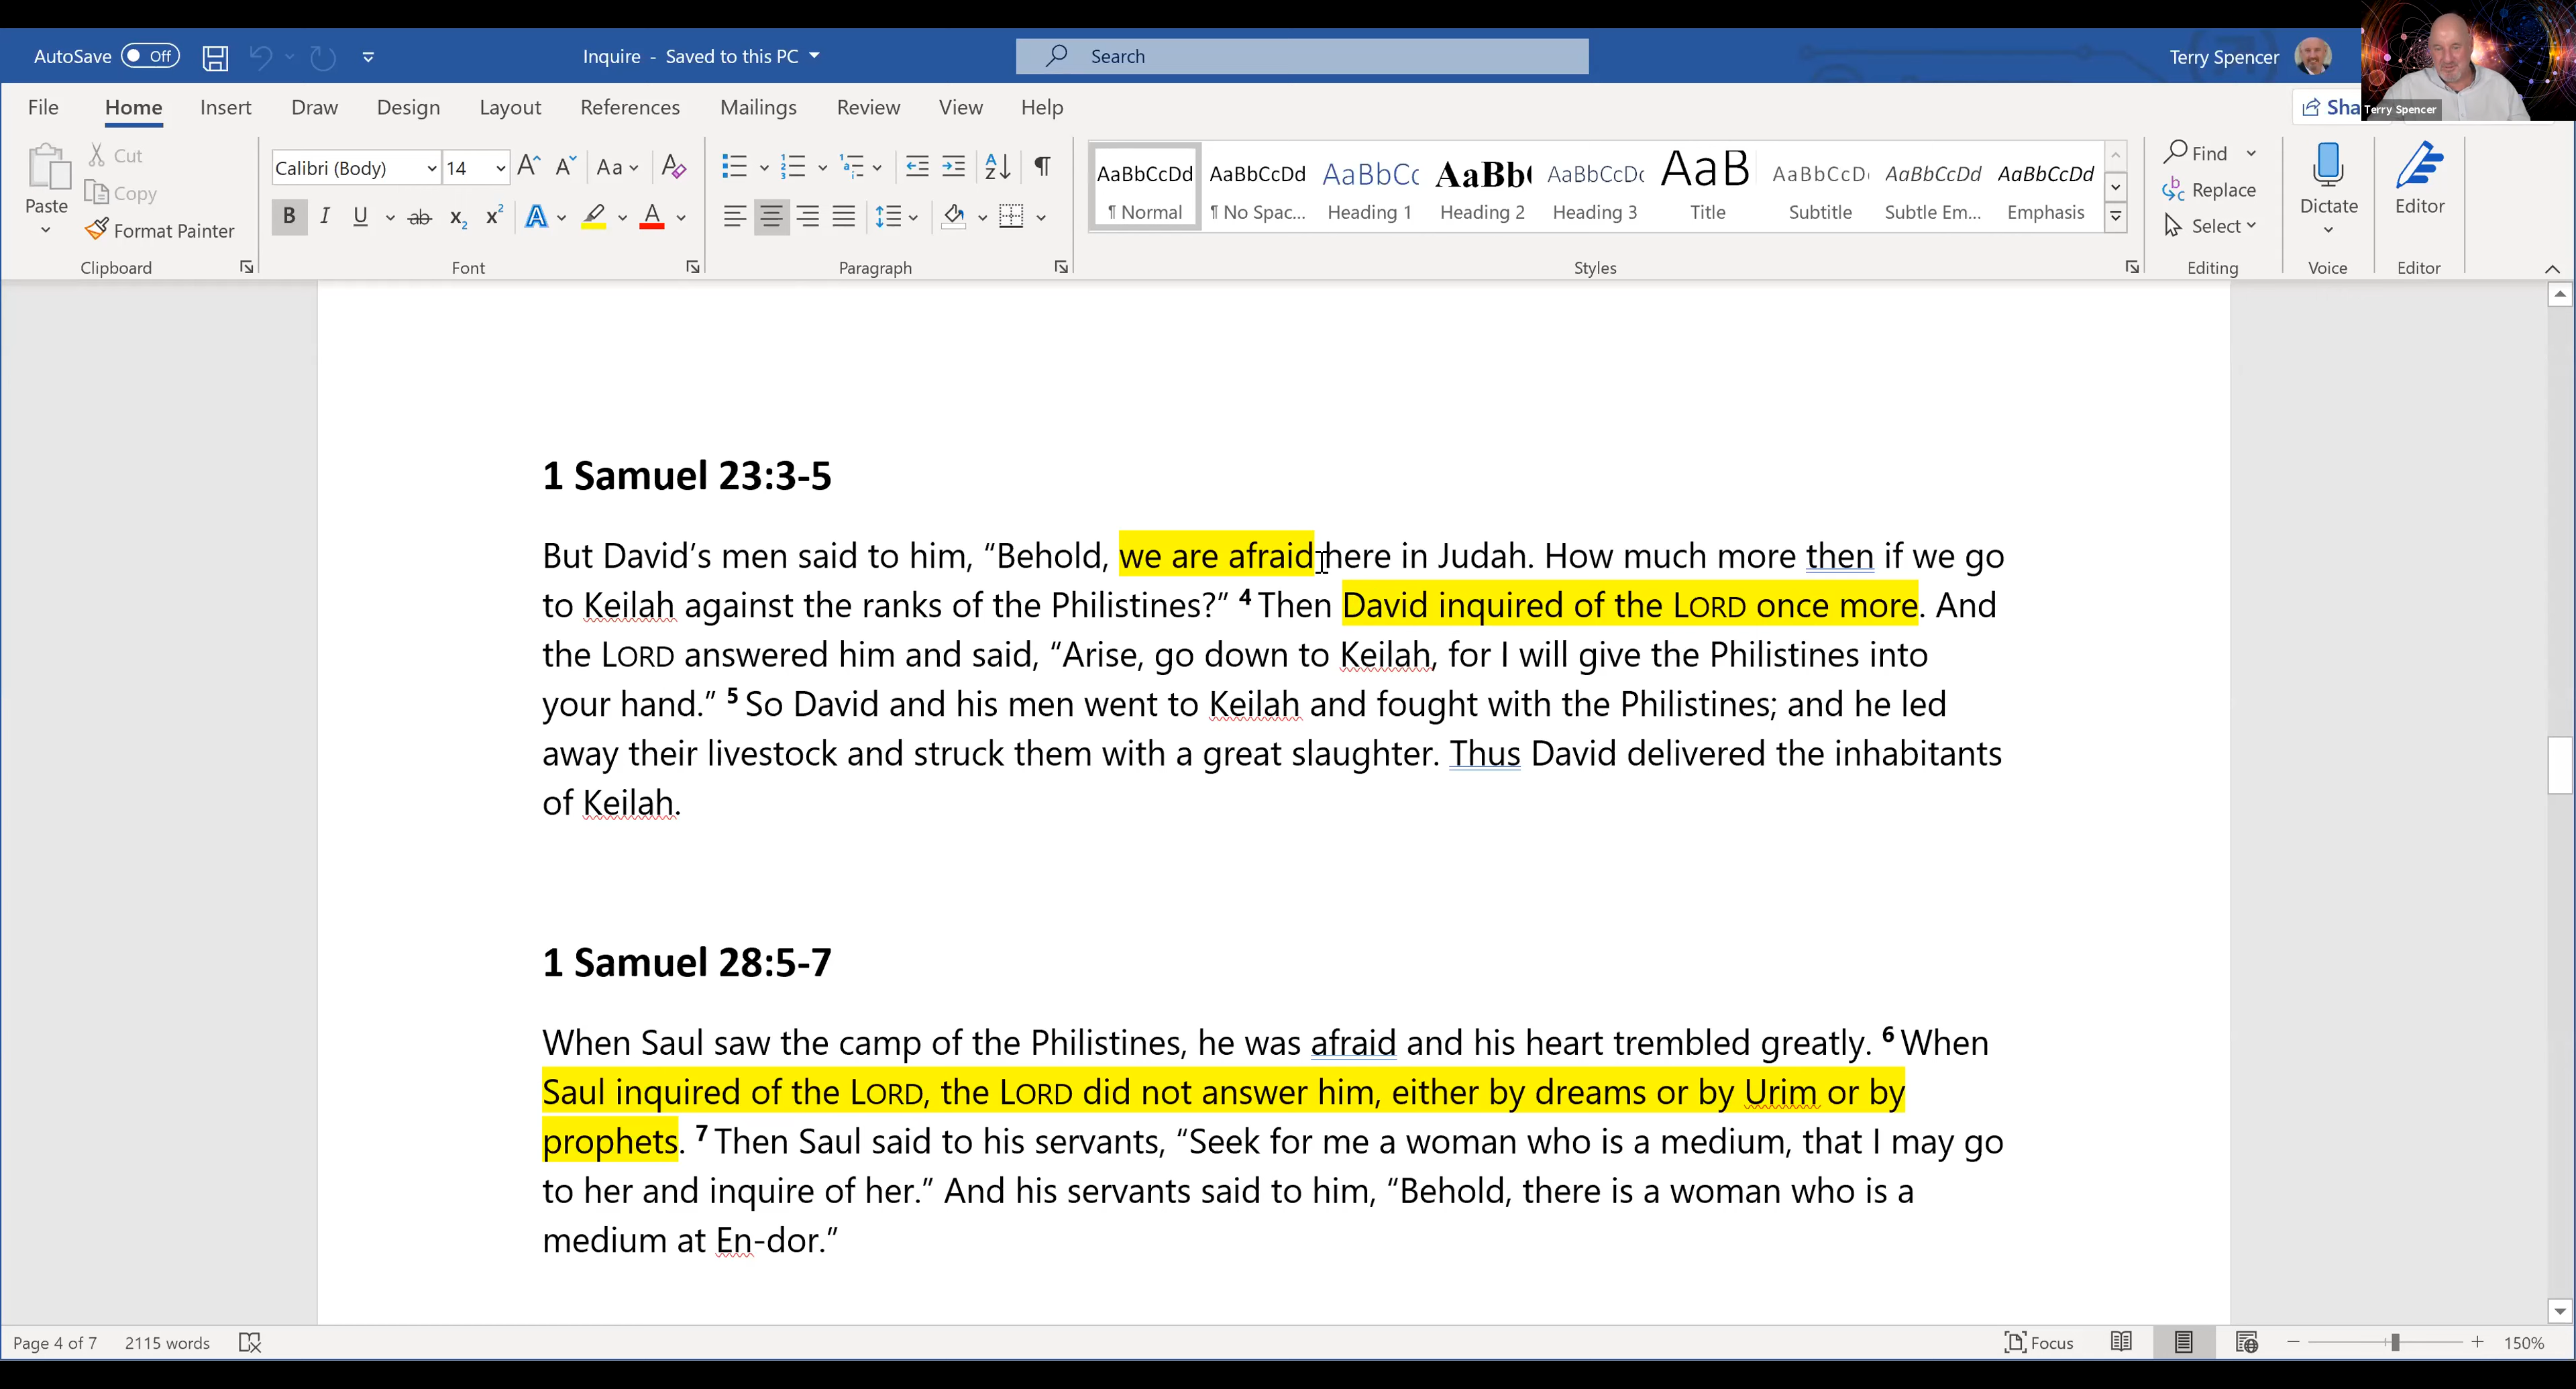 AutoSave Off Inquire - Saved to this PC Search Terry Spencer
File Home Insert Draw Design Layout References Mailings Review View Help Sha Terry Spencer
Paste Cut Copy Format Painter
Calibri (Body) 14 Aa
B I U ab x₂ x² A A
AaBbCcDd AaBbCcDd AaBbCc AaBb( AaBbCcDc AaB AaBbCcD AaBbCcDd AaBbCcDd
¶ Normal ¶ No Spac... Heading 1 Heading 2 Heading 3 Title Subtitle Subtle Em... Emphasis
Find Replace Select Dictate Editor
Clipboard Font Paragraph Styles Editing Voice Editor
1 Samuel 23:3-5
But David’s men said to him, “Behold, we are afraid here in Judah. How much more then if we go
to Keilah against the ranks of the Philistines?” ⁴ Then David inquired of the LORD once more. And
the LORD answered him and said, “Arise, go down to Keilah, for I will give the Philistines into
your hand.” ⁵ So David and his men went to Keilah and fought with the Philistines; and he led
away their livestock and struck them with a great slaughter. Thus David delivered the inhabitants
of Keilah.
1 Samuel 28:5-7
When Saul saw the camp of the Philistines, he was afraid and his heart trembled greatly. ⁶ When
Saul inquired of the LORD, the LORD did not answer him, either by dreams or by Urim or by
prophets. ⁷ Then Saul said to his servants, “Seek for me a woman who is a medium, that I may go
to her and inquire of her.” And his servants said to him, “Behold, there is a woman who is a
medium at En-dor.”
Page 4 of 7 2115 words Focus 150%